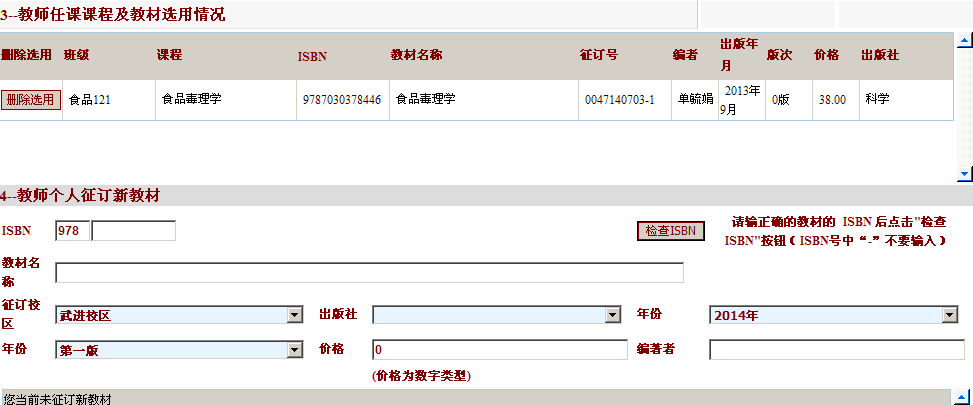 3--教师任课课程及教材选用情况
删除选用 班级 课程 ISBN 教材名称 征订号 编者 出版年月 版次 价格 出版社
删除选用 食品121 食品毒理学 9787030378446 食品毒理学 0047140703-1 单毓娟 2013年9月 0版 38.00 科学
4--教师个人征订新教材
ISBN 978 检查ISBN 请输正确的教材的 ISBN 后点击"检查
ISBN"按钮（ISBN号中“-”不要输入）
教材名称
征订校区 武进校区 出版社 年份 2014年
年份 第一版 价格 0 编著者
(价格为数字类型)
您当前未征订新教材